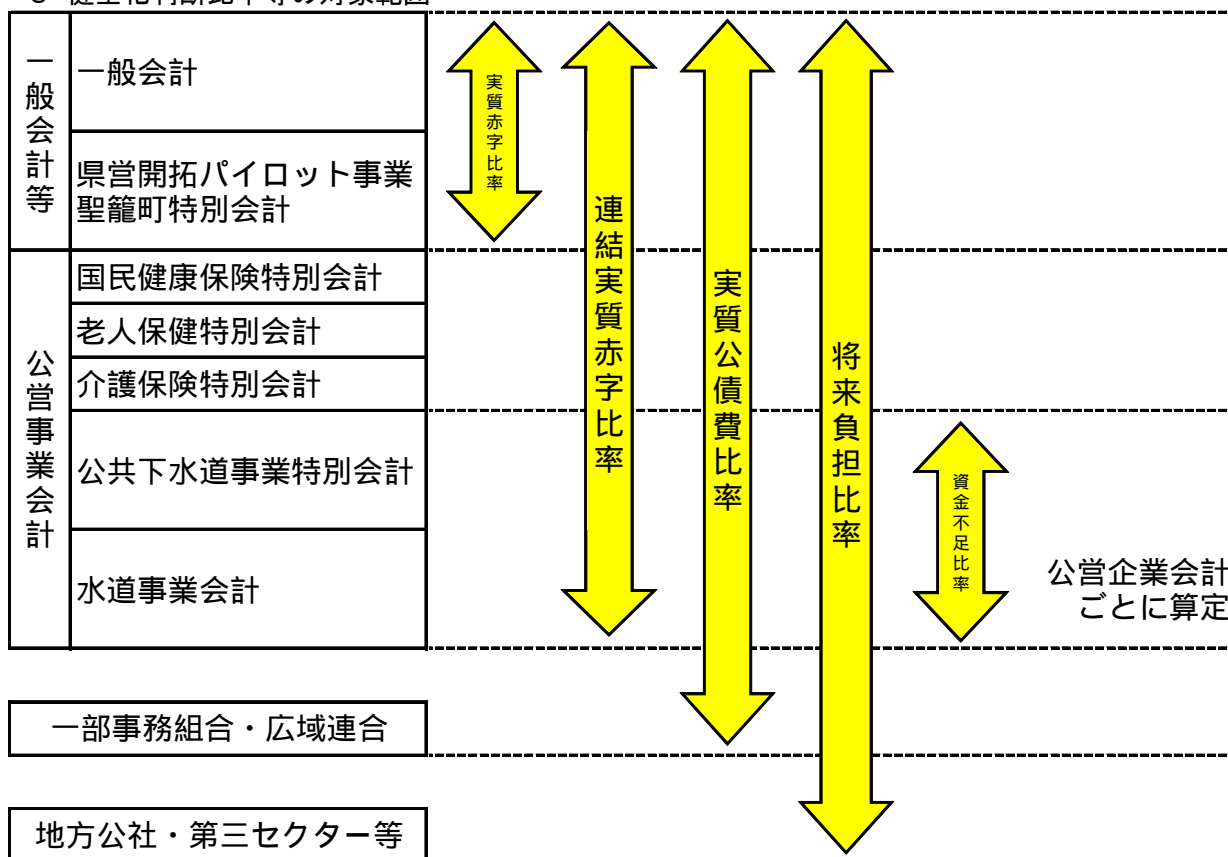 一般会計等
一般会計
県営開拓パイロット事業
聖籠町特別会計
公営事業会計
国民健康保険特別会計
老人保健特別会計
介護保険特別会計
公共下水道事業特別会計
水道事業会計
一部事務組合・広域連合
地方公社・第三セクター等
実質赤字比率
連結実質赤字比率
実質公債費比率
将来負担比率
資金不足比率
公営企業会計
ごとに算定